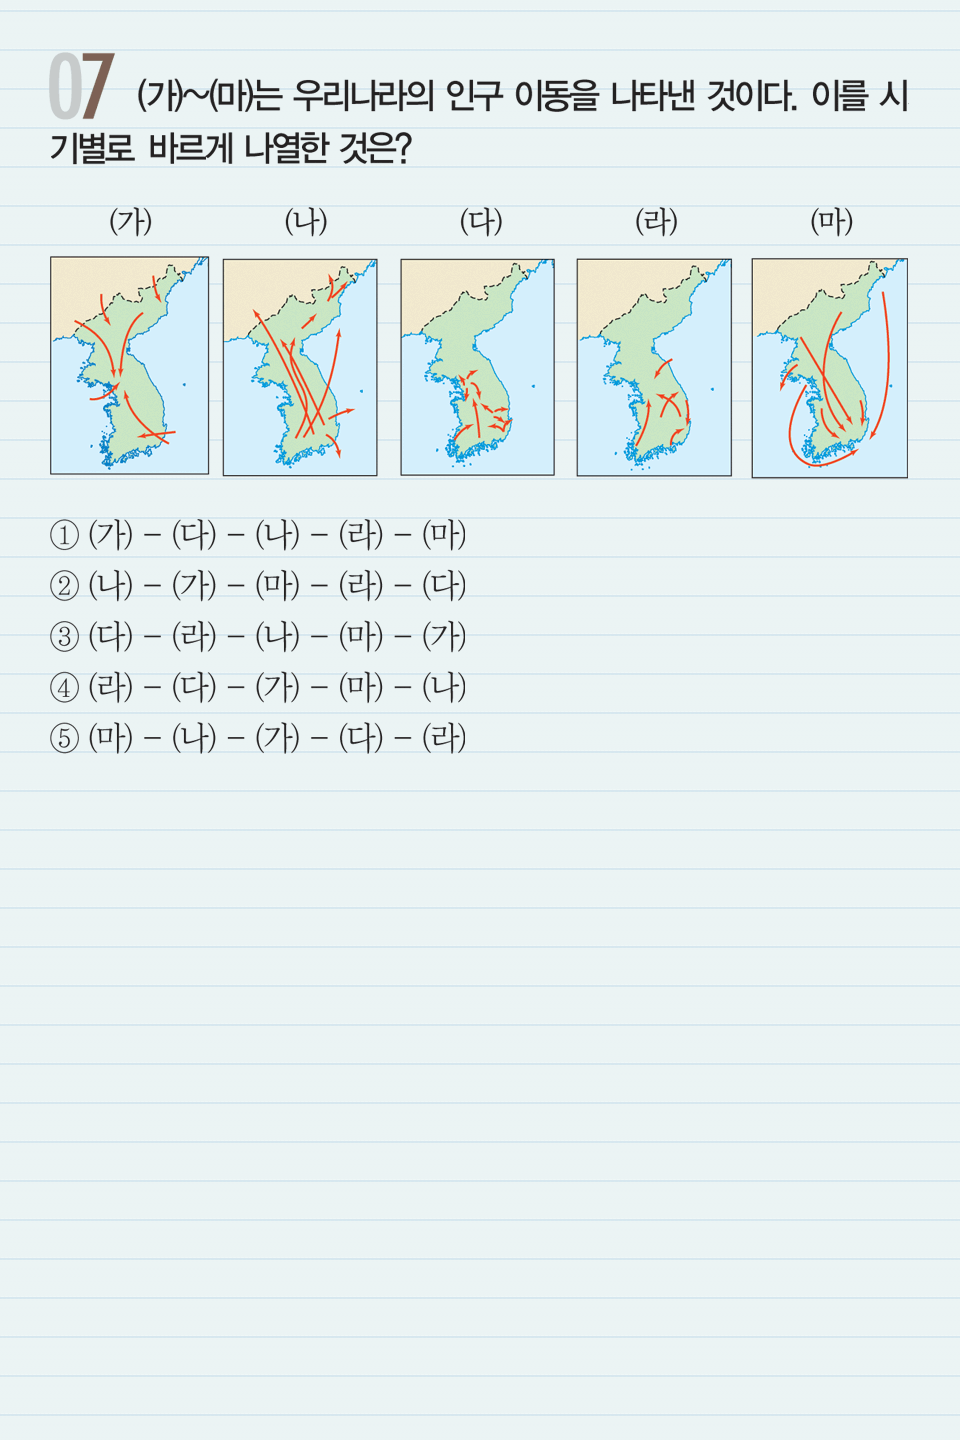 07 (가)~(마)는 우리나라의 인구 이동을 나타낸 것이다. 이를 시
기별로 바르게 나열한 것은?
(가) (나) (다) (라) (마)
① (가) - (다) - (나) - (라) - (마)
② (나) - (가) - (마) - (라) - (다)
③ (다) - (라) - (나) - (마) - (가)
④ (라) - (다) - (가) - (마) - (나)
⑤ (마) - (나) - (가) - (다) - (라)